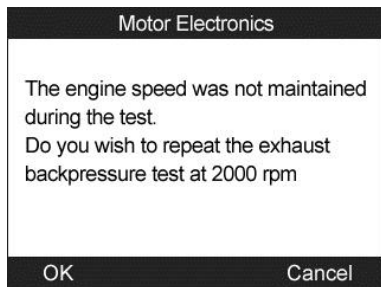 Motor Electronics
The engine speed was not maintained
during the test.
Do you wish to repeat the exhaust
backpressure test at 2000 rpm
OK Cancel